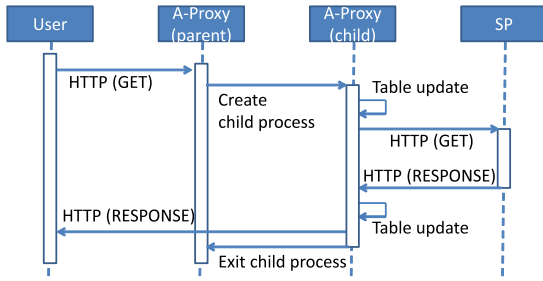 User
A-Proxy
(parent)
A-Proxy
(child)
SP
HTTP (GET)
Create
child process
Table update
HTTP (GET)
HTTP (RESPONSE)
HTTP (RESPONSE)
Table update
Exit child process